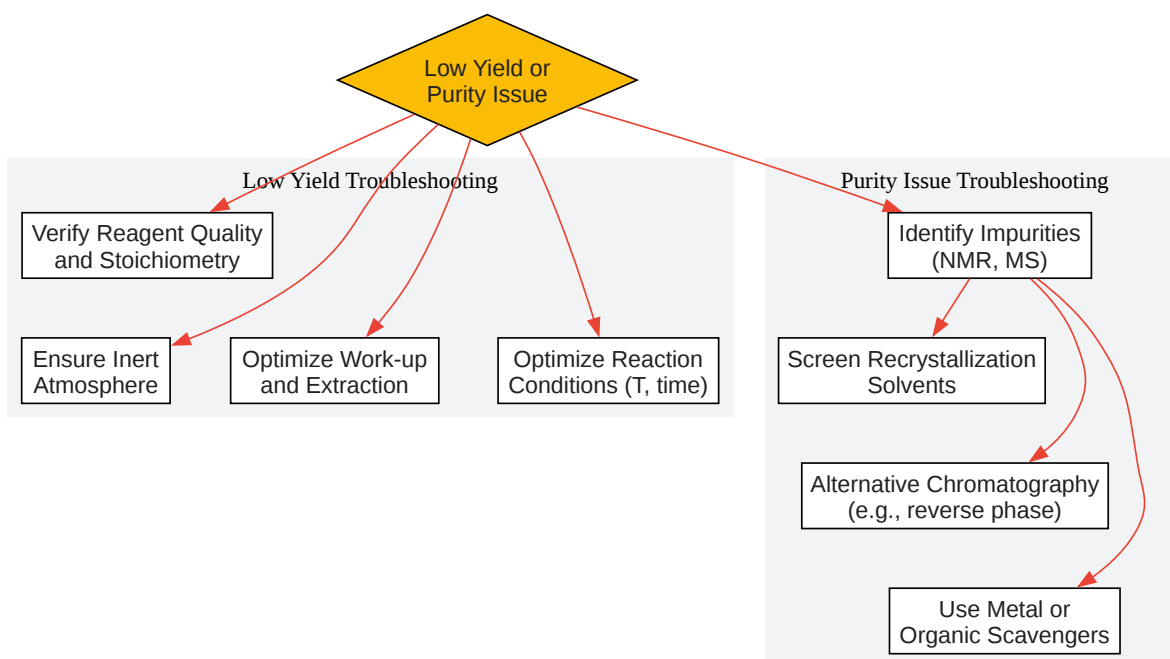 Low Yield or
Purity Issue
Low Yield Troubleshooting
Verify Reagent Quality
and Stoichiometry
Ensure Inert
Atmosphere
Optimize Work-up
and Extraction
Optimize Reaction
Conditions (T, time)
Purity Issue Troubleshooting
Identify Impurities
(NMR, MS)
Screen Recrystallization
Solvents
Alternative Chromatography
(e.g., reverse phase)
Use Metal or
Organic Scavengers